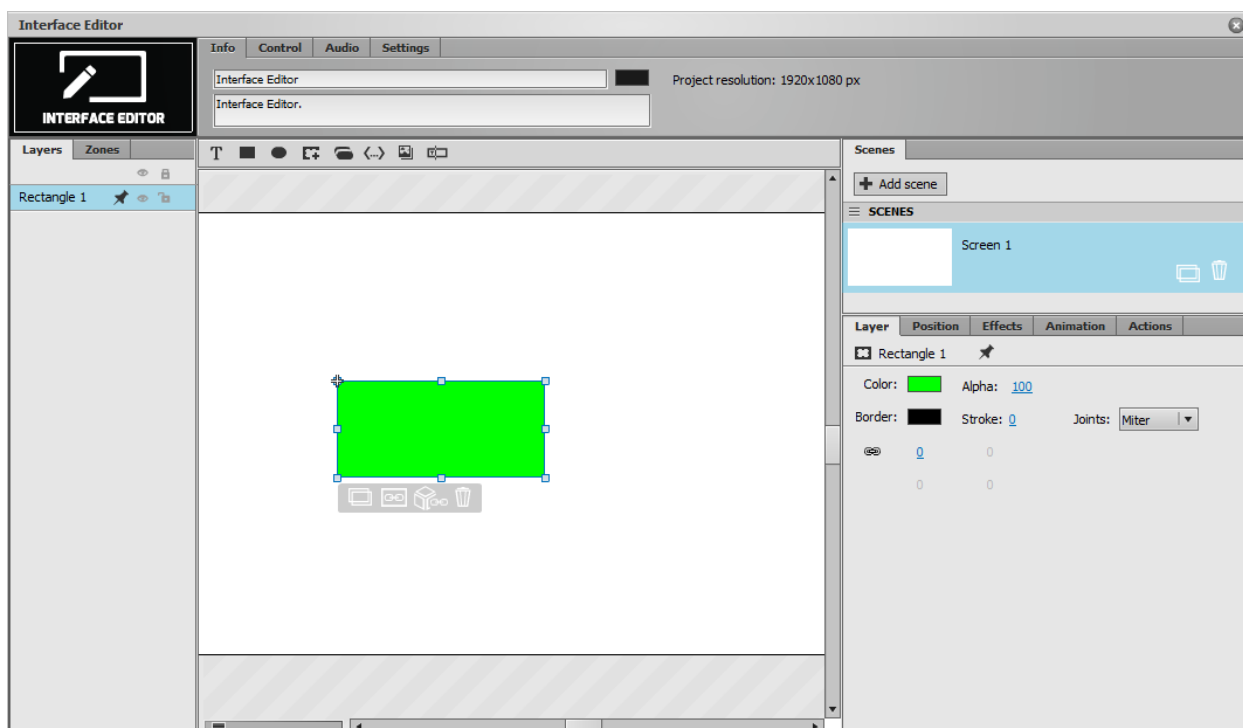 Interface Editor
INTERFACE EDITOR
Info Control Audio Settings
Interface Editor
Project resolution: 1920x1080 px
Interface Editor.
Layers Zones
Rectangle 1
T
Scenes
Add scene
SCENES
Screen 1
Layer Position Effects Animation Actions
Rectangle 1
Color: Alpha: 100
Border: Stroke: 0 Joints: Miter
0 0
0 0